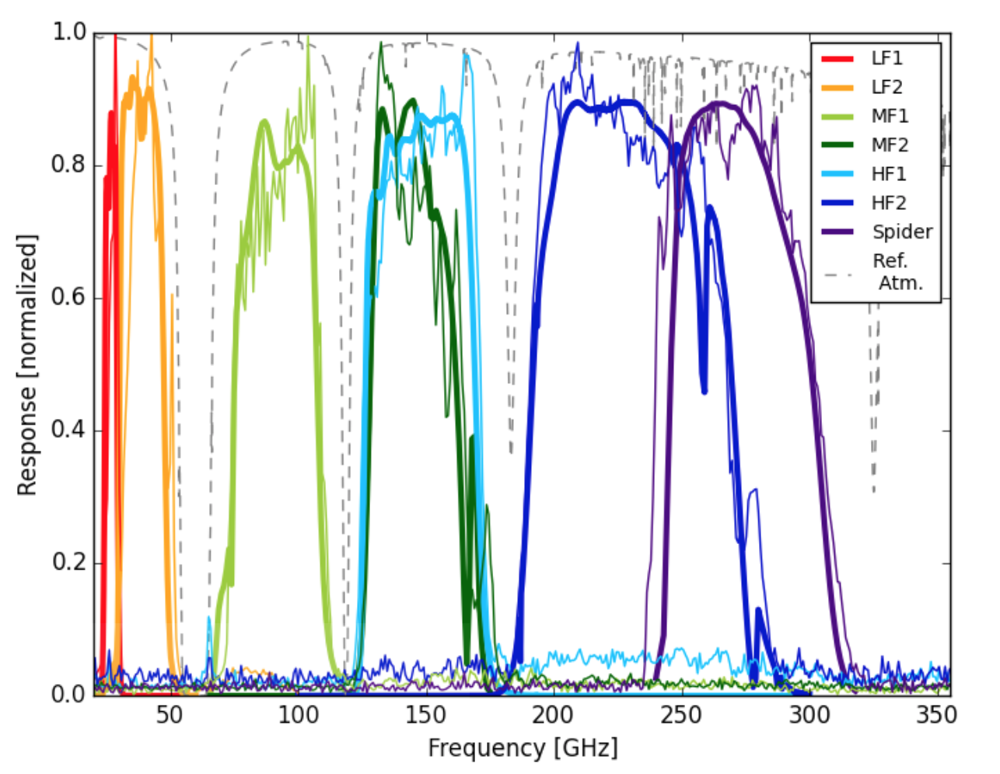 1.0
0.8
0.6
0.4
0.2
0.0
Response [normalized]
50 100 150 200 250 300 350
Frequency [GHz]
LF1
LF2
MF1
MF2
HF1
HF2
Spider
Ref.
Atm.